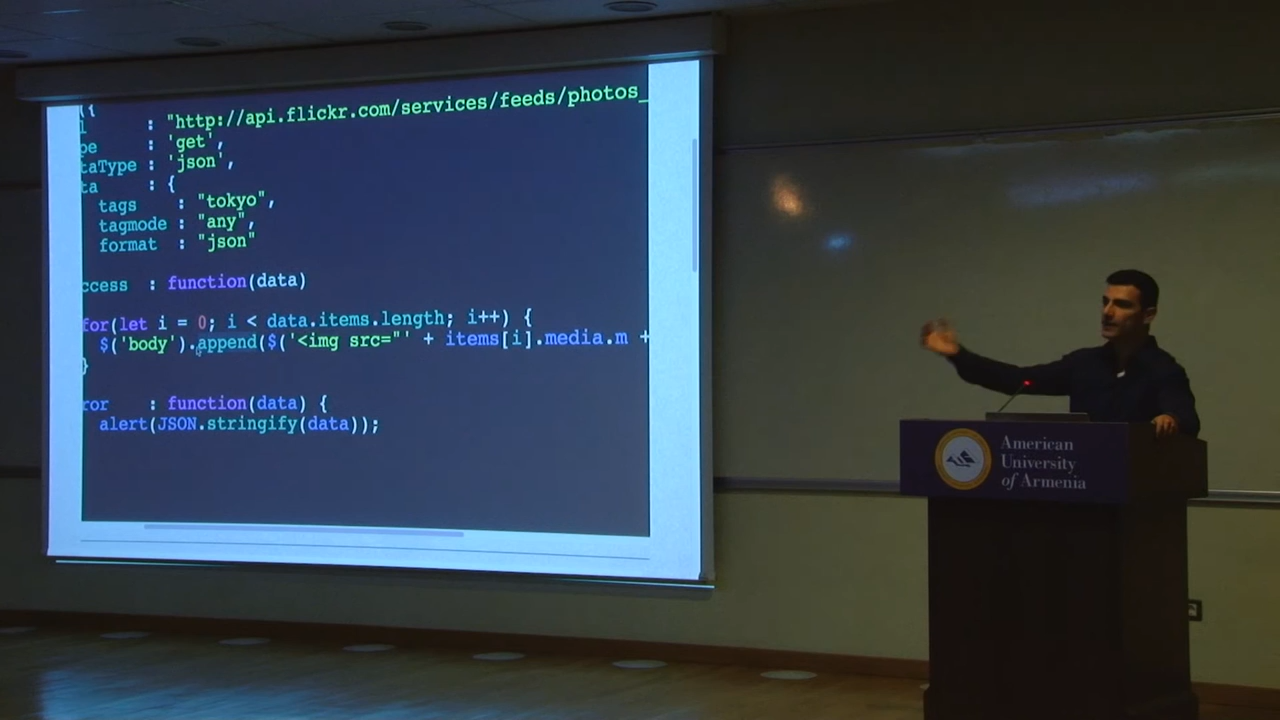 ({
l : "http://api.flickr.com/services/feeds/photos_
pe : 'get',
taType : 'json',
ta : {
tags : "tokyo",
tagmode : "any",
format : "json"
ccess : function(data)
for(let i = 0; i < data.items.length; i++) {
$('body').append($('<img src="' + items[i].media.m +
}
ror : function(data) {
alert(JSON.stringify(data));
American
University
of Armenia